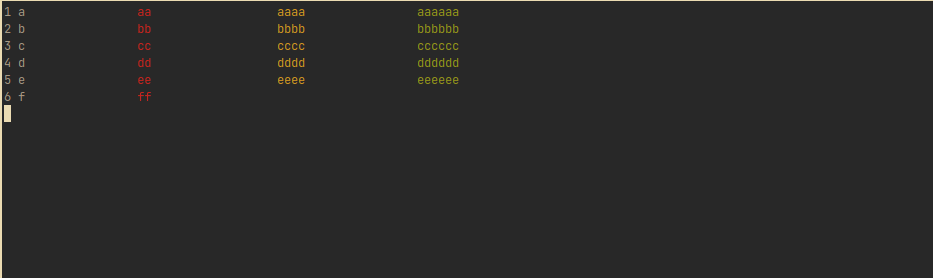 1 a aa aaaa aaaaaa
2 b bb bbbb bbbbbb
3 c cc cccc cccccc
4 d dd dddd dddddd
5 e ee eeee eeeeee
6 f ff